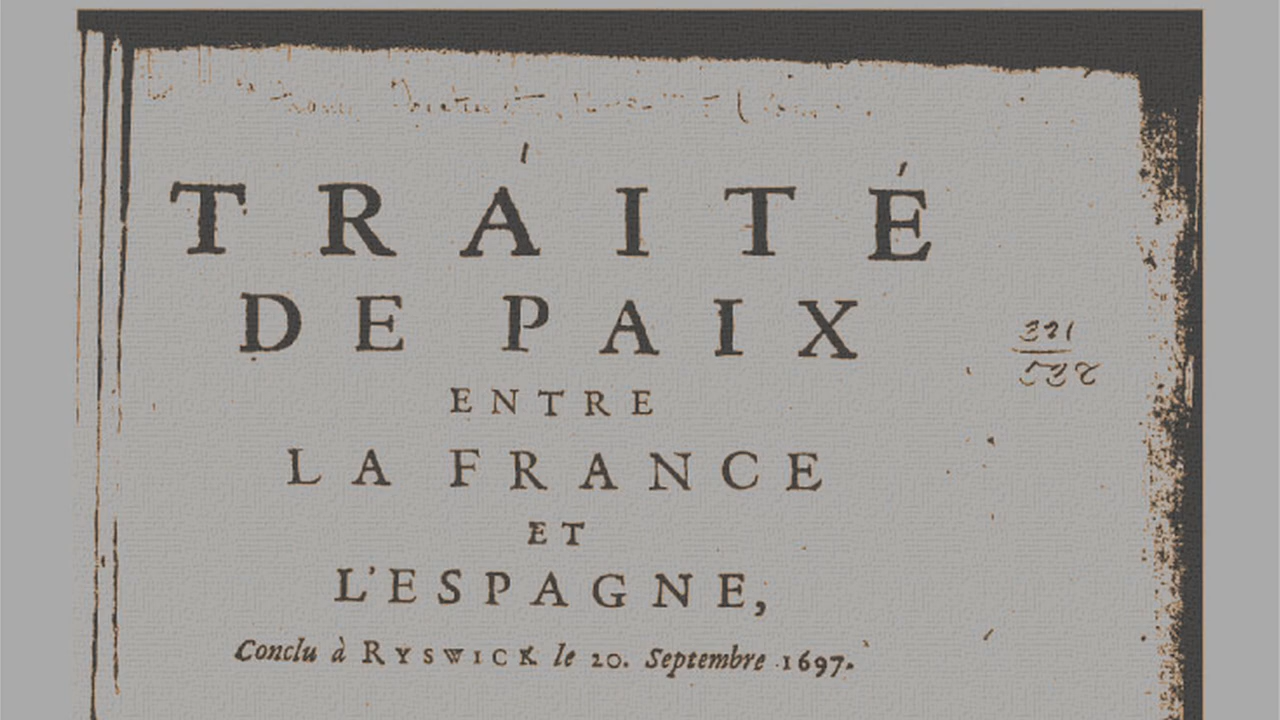 TRAITÉ
DE PAIX
ENTRE
LA FRANCE
ET
L'ESPAGNE,
Conclu à RYSWICK le 20. Septembre 1697.